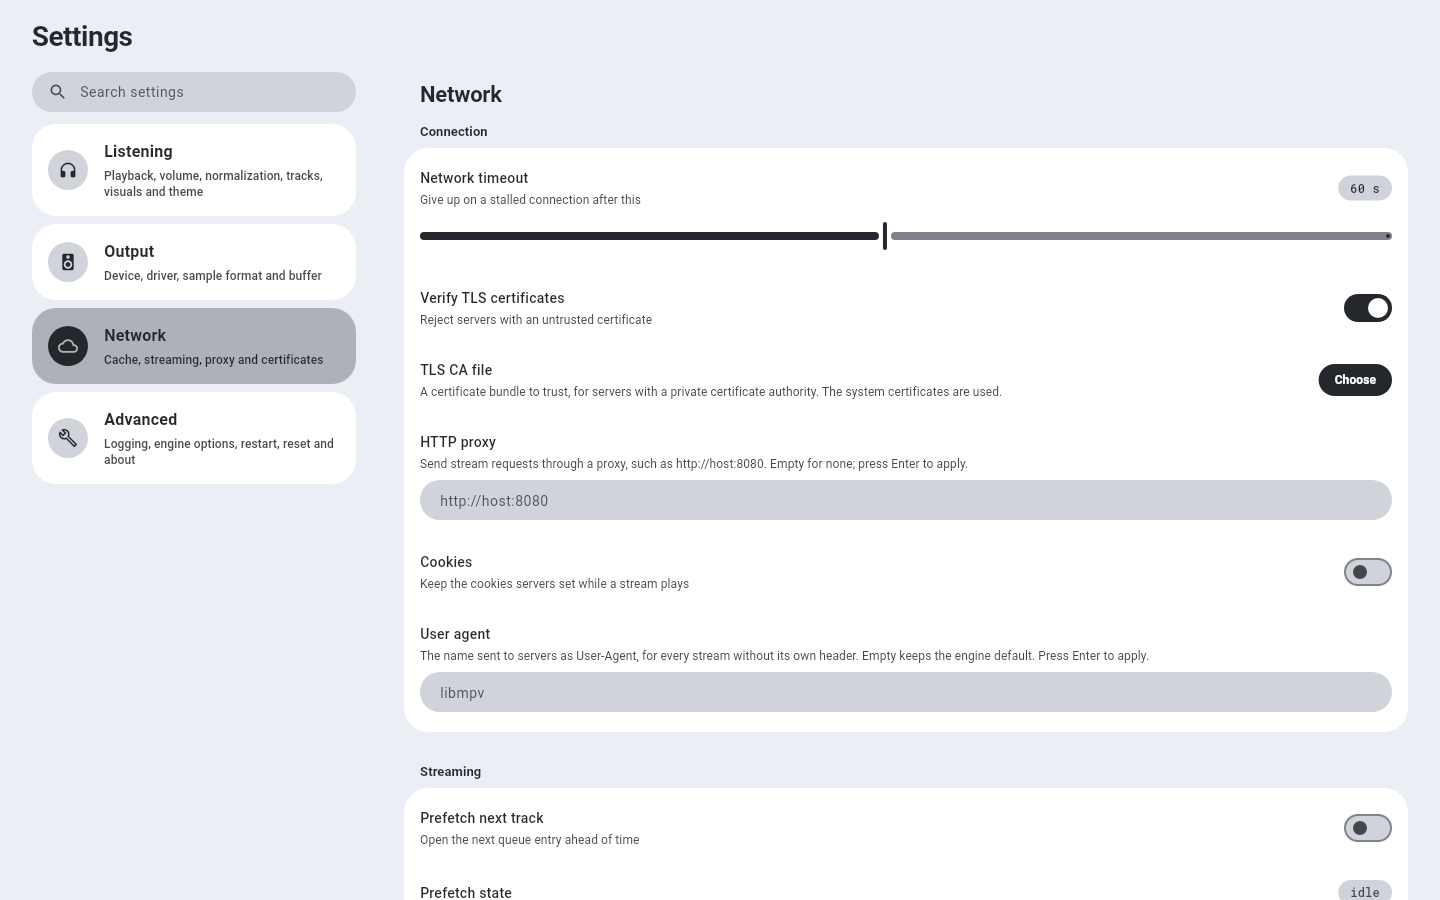 Settings
Search settings
Listening
Playback, volume, normalization, tracks,
visuals and theme
Output
Device, driver, sample format and buffer
Network
Cache, streaming, proxy and certificates
Advanced
Logging, engine options, restart, reset and
about
Network
Connection
Network timeout
Give up on a stalled connection after this
60 s
Verify TLS certificates
Reject servers with an untrusted certificate
TLS CA file
A certificate bundle to trust, for servers with a private certificate authority. The system certificates are used.
Choose
HTTP proxy
Send stream requests through a proxy, such as http://host:8080. Empty for none; press Enter to apply.
http://host:8080
Cookies
Keep the cookies servers set while a stream plays
User agent
The name sent to servers as User-Agent, for every stream without its own header. Empty keeps the engine default. Press Enter to apply.
libmpv
Streaming
Prefetch next track
Open the next queue entry ahead of time
Prefetch state
idle